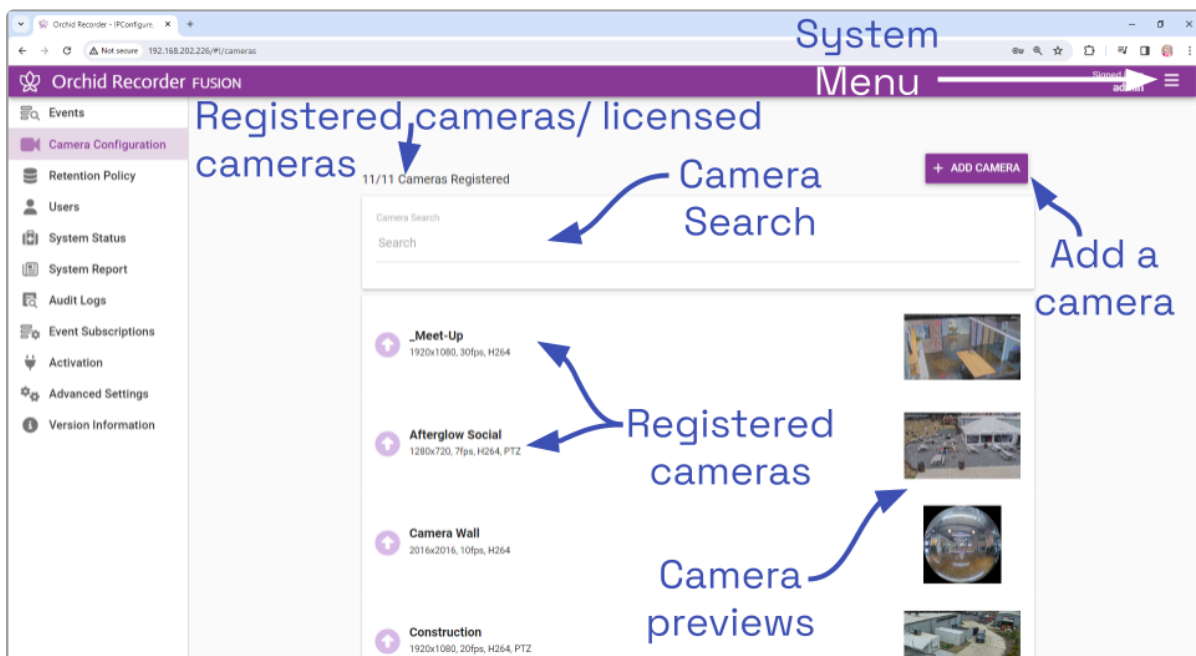 Orchid Recorder - IPConfigure,
Not secure 192.168.202.226/#!/cameras
System
Menu
Orchid Recorder FUSION
Signed
admin
Events
Camera Configuration
Retention Policy
Users
System Status
System Report
Audit Logs
Event Subscriptions
Activation
Advanced Settings
Version Information
Registered cameras/ licensed
cameras
11/11 Cameras Registered
+ ADD CAMERA
Camera
Search
Camera Search
Search
Add a
camera
_Meet-Up
1920x1080, 30fps, H264
Afterglow Social
1280x720, 7fps, H264, PTZ
Registered
cameras
Camera Wall
2016x2016, 10fps, H264
Camera
previews
Construction
1920x1080, 20fps, H264, PTZ